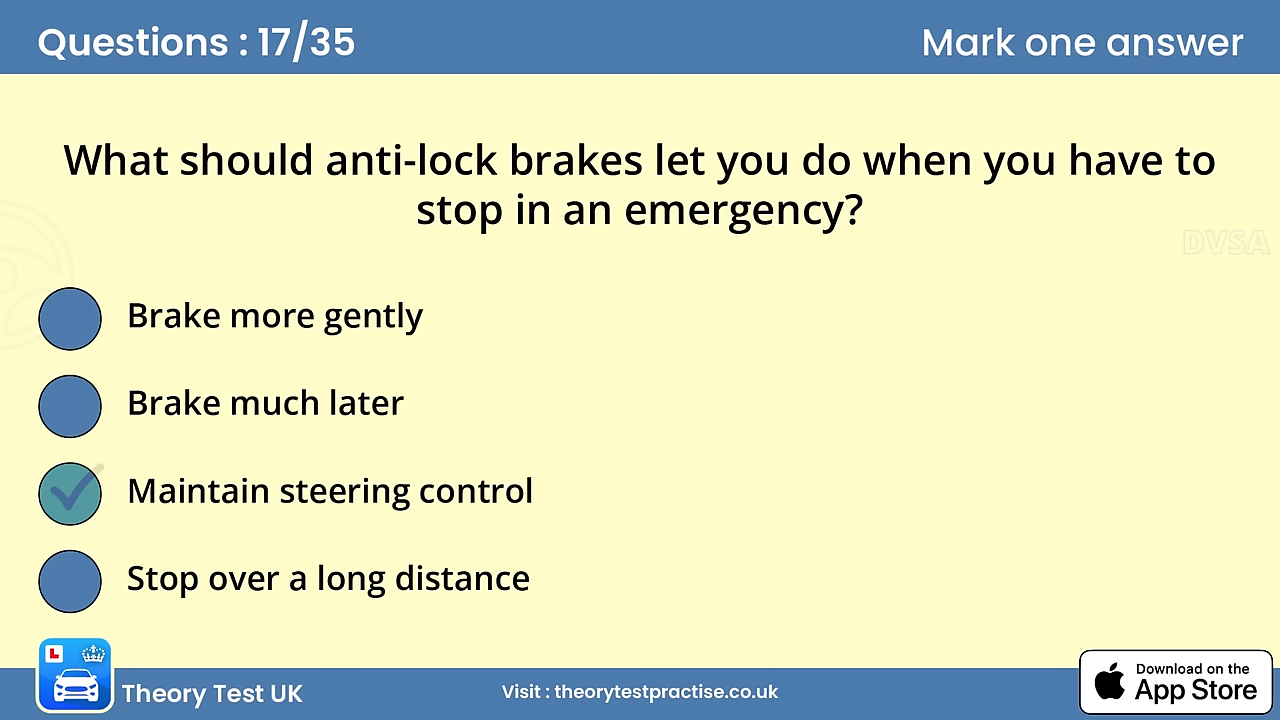 Questions : 17/35
Mark one answer
What should anti-lock brakes let you do when you have to
stop in an emergency?
DVSA
Brake more gently
Brake much later
Maintain steering control
Stop over a long distance
L
Theory Test UK
Visit : theorytestpractise.co.uk
Download on the
App Store